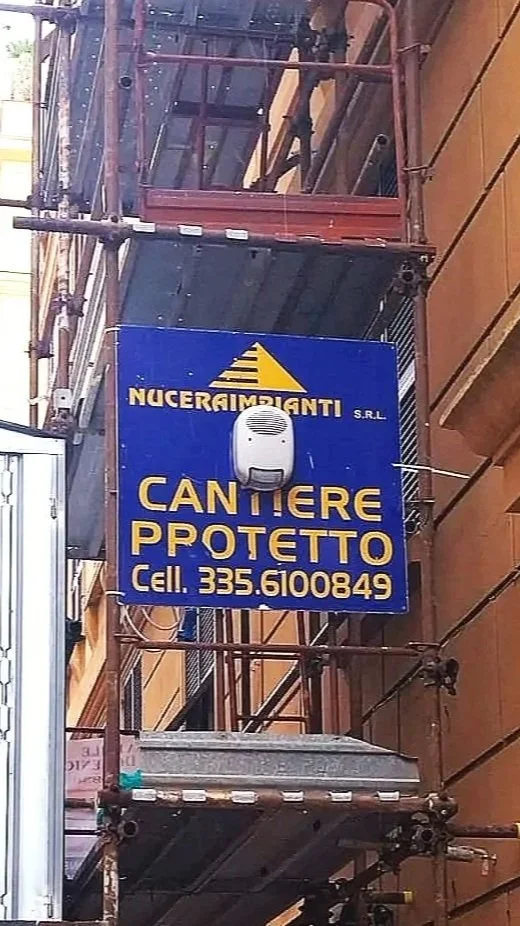 NUCERAIMPIANTI S.R.L.
CANTIERE
PROTETTO
Cell. 335.6100849